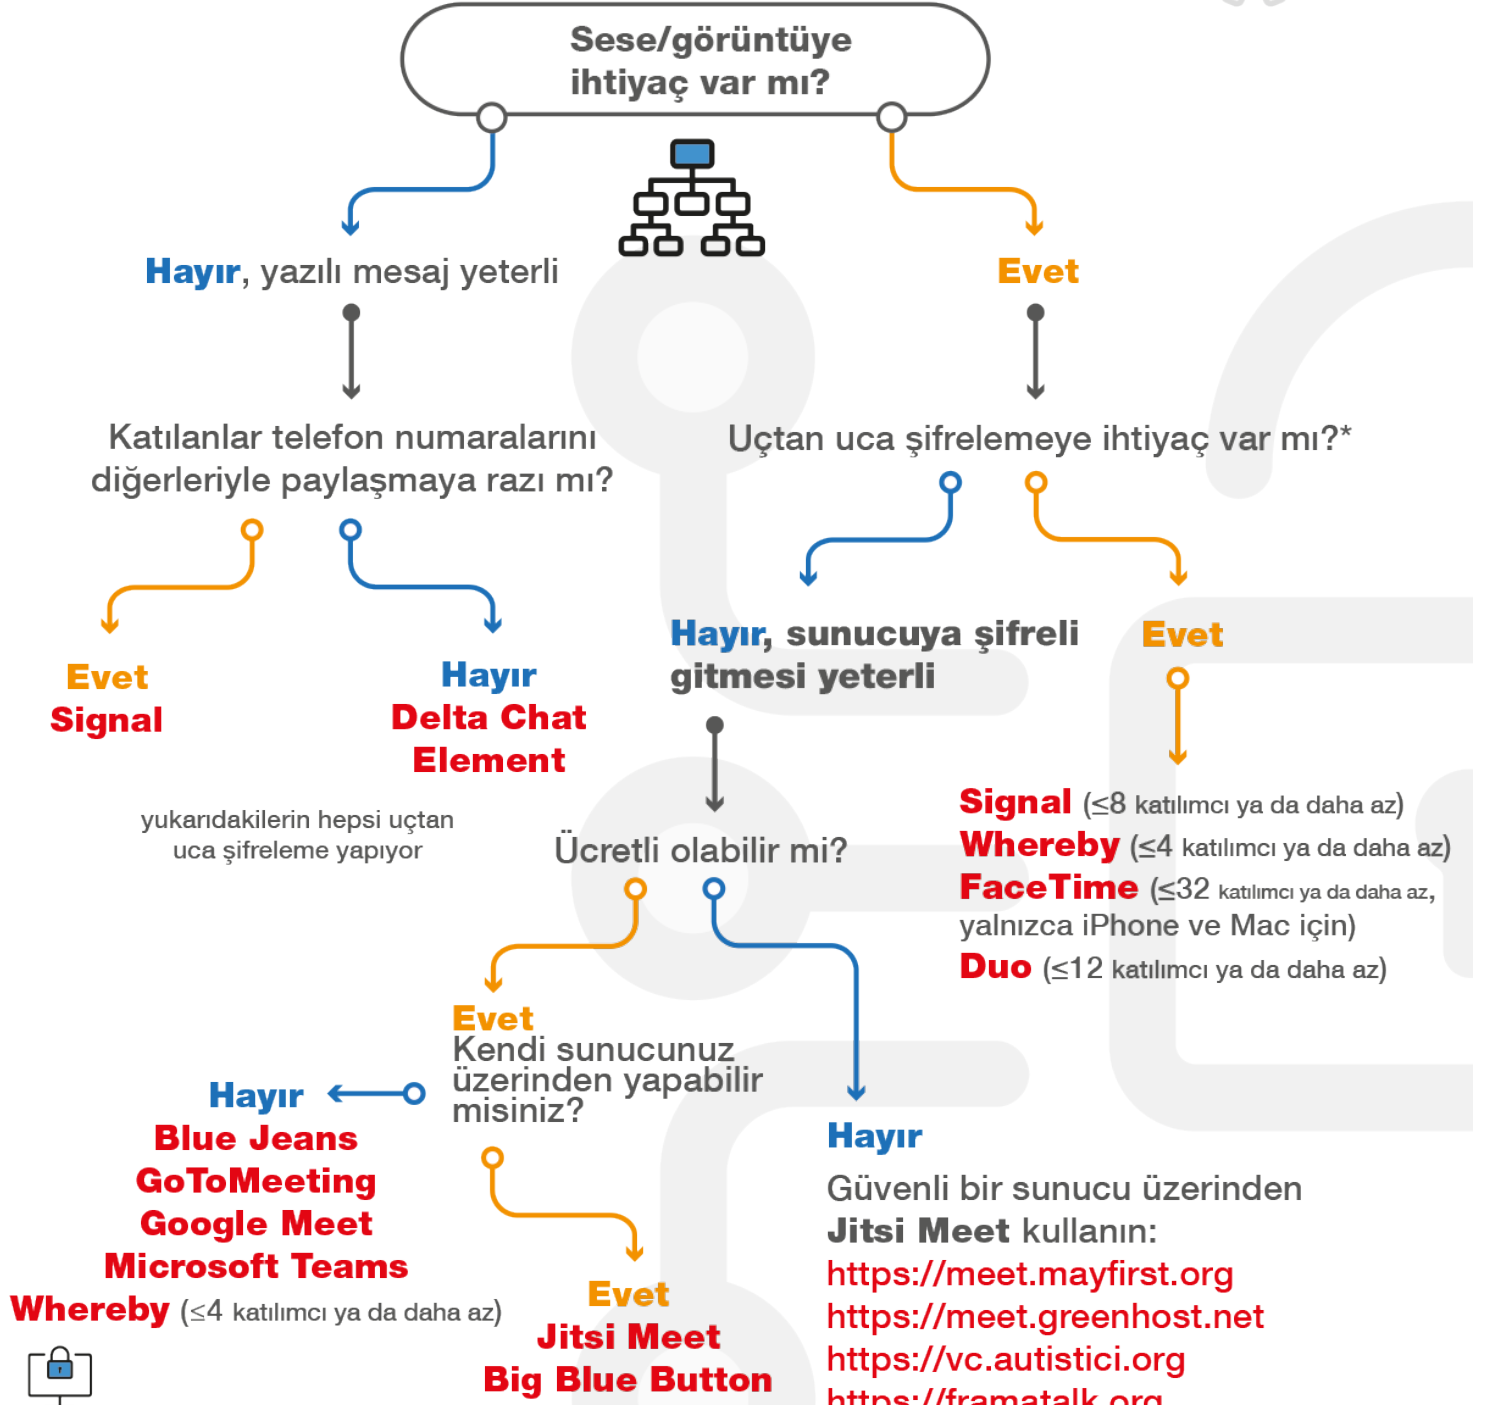 Sese/görüntüye
ihtiyaç var mı?
Hayır, yazılı mesaj yeterli
Evet
Katılanlar telefon numaralarını
diğerleriyle paylaşmaya razı mı?
Uçtan uca şifrelemeye ihtiyaç var mı?*
Evet
Signal
Hayır
Delta Chat
Element
yukarıdakilerin hepsi uçtan
uca şifreleme yapıyor
Hayır, sunucuya şifreli
gitmesi yeterli
Evet
Signal (≤8 katılımcı ya da daha az)
Whereby (≤4 katılımcı ya da daha az)
FaceTime (≤32 katılımcı ya da daha az,
yalnızca iPhone ve Mac için)
Duo (≤12 katılımcı ya da daha az)
Ücretli olabilir mi?
Evet
Kendi sunucunuz
üzerinden yapabilir
misiniz?
Hayır
Blue Jeans
GoToMeeting
Google Meet
Microsoft Teams
Whereby (≤4 katılımcı ya da daha az)
Evet
Jitsi Meet
Big Blue Button
Hayır
Güvenli bir sunucu üzerinden
Jitsi Meet kullanın:
https://meet.mayfirst.org
https://meet.greenhost.net
https://vc.autistici.org
https://framatalk.org